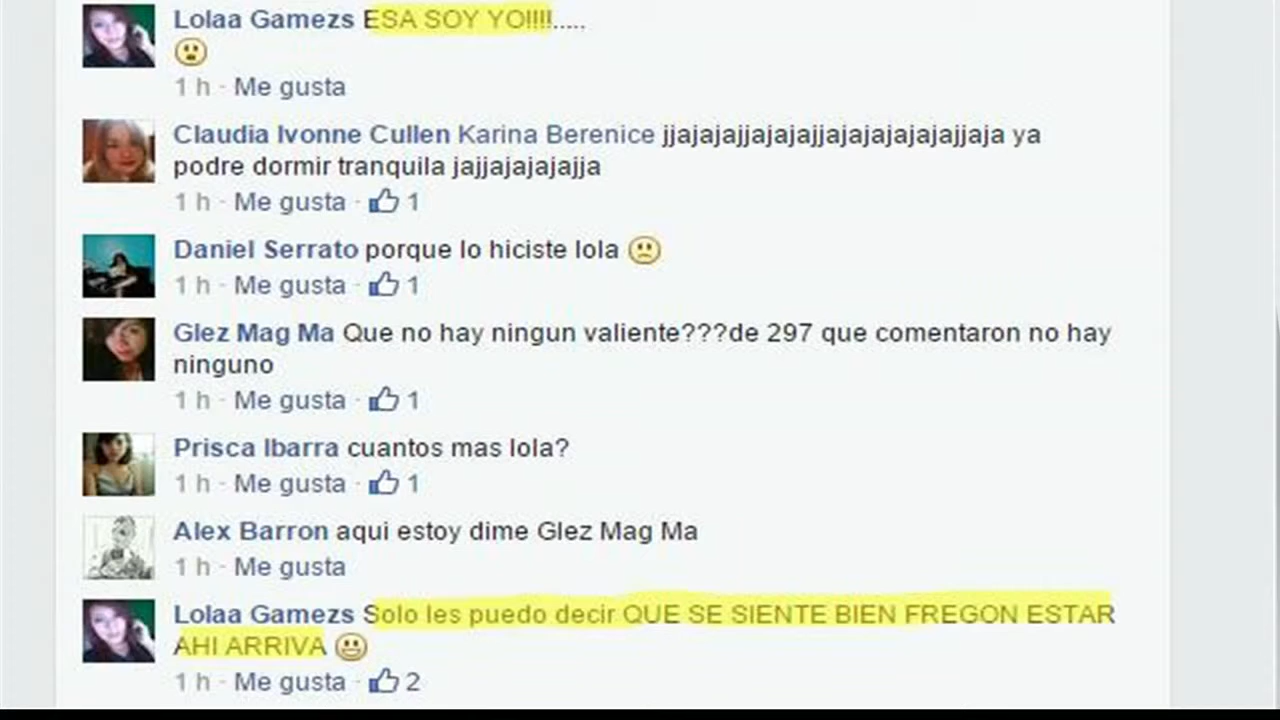 Lolaa Gamezs ESA SOY YO!!!!.....
1 h · Me gusta
Claudia Ivonne Cullen Karina Berenice jjajajajjajajajjajajajajajajjaja ya
podre dormir tranquila jajjajajajajja
1 h · Me gusta · 1
Daniel Serrato porque lo hiciste lola
1 h · Me gusta · 1
Glez Mag Ma Que no hay ningun valiente???de 297 que comentaron no hay
ninguno
1 h · Me gusta · 1
Prisca Ibarra cuantos mas lola?
1 h · Me gusta · 1
Alex Barron aqui estoy dime Glez Mag Ma
1 h · Me gusta
Lolaa Gamezs Solo les puedo decir QUE SE SIENTE BIEN FREGON ESTAR
AHI ARRIVA
1 h · Me gusta · 2